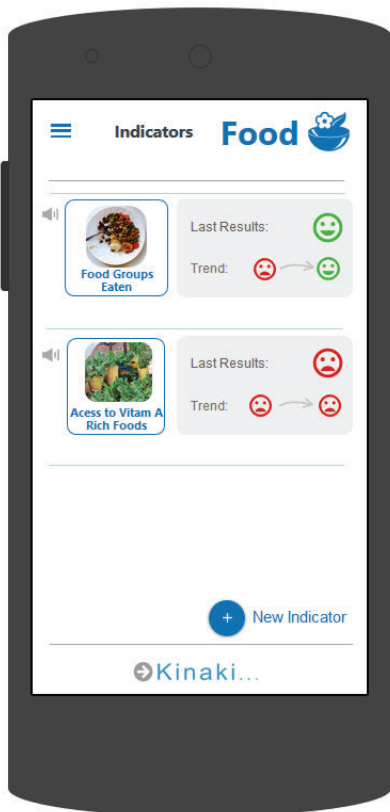 Indicators
Food
Last Results:
Trend:
Food Groups
Eaten
Last Results:
Trend:
Acess to Vitam A
Rich Foods
+ New Indicator
Kinaki...